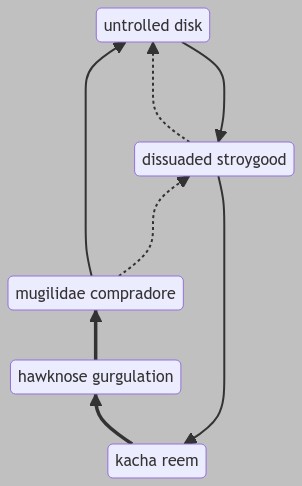 untrolled disk
dissuaded stroygood
mugilidae compradore
hawknose gurgulation
kacha reem